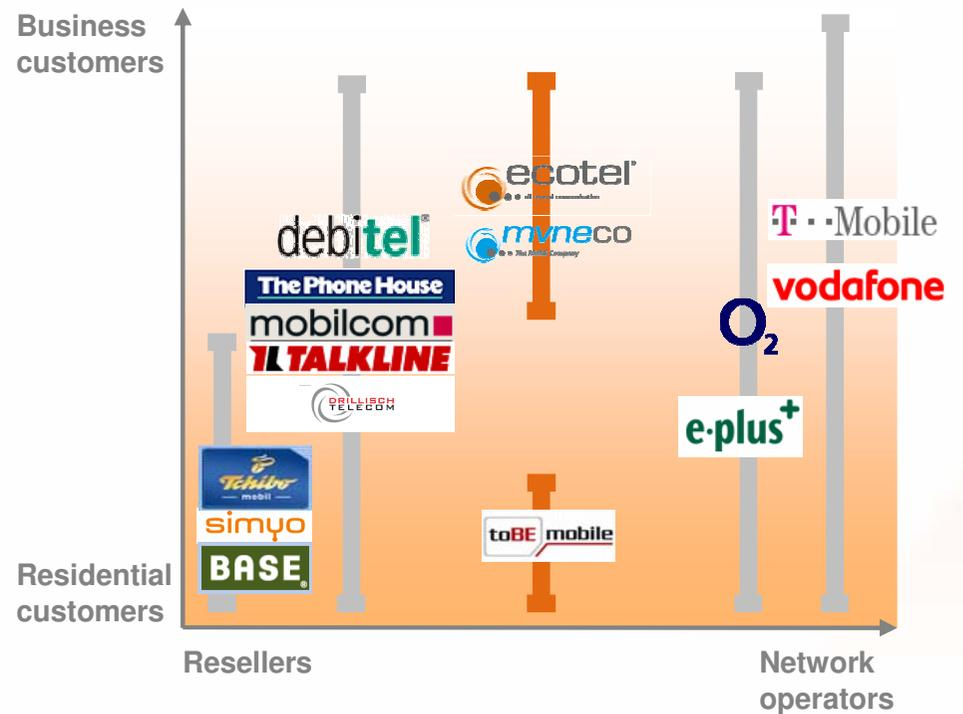 Business
customers
ecotel
mvneco
debitel®
T··Mobile
The Phone House
vodafone
mobilcom
O2
TALKLINE
DRILLISCH
TELECOM
e·plus+
Tchibo
mobil
simyo
toBE mobile
BASE®
Residential
customers
Resellers
Network
operators